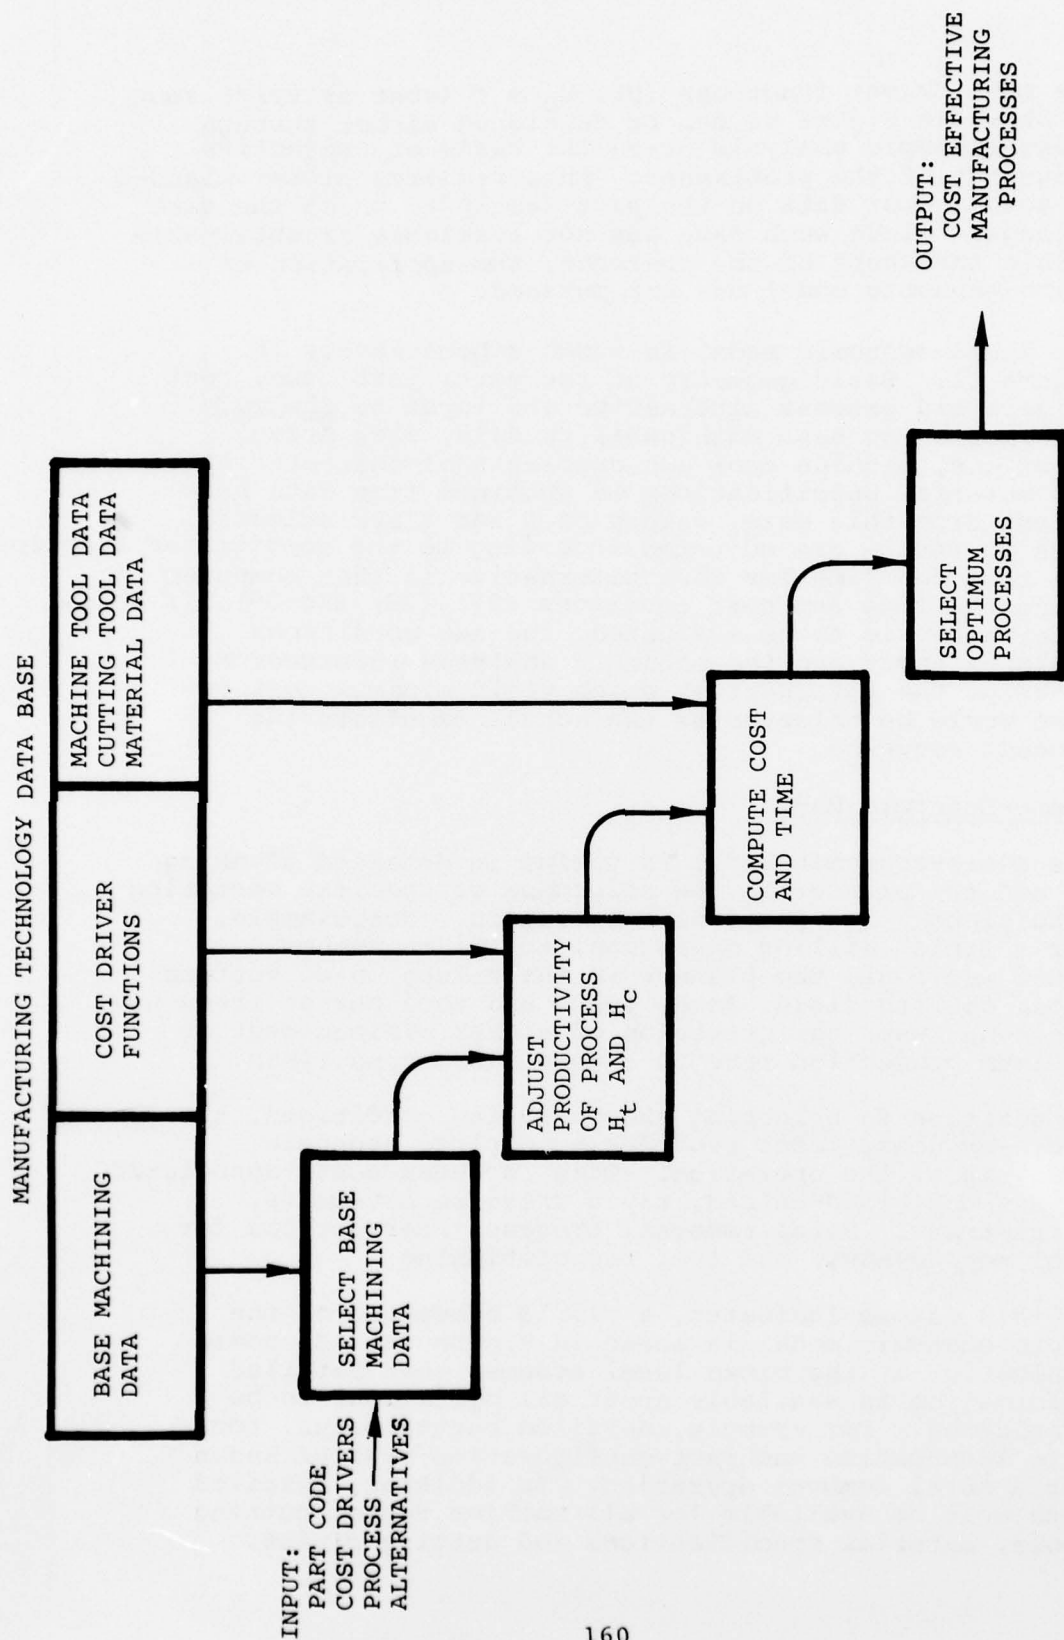 MANUFACTURING TECHNOLOGY DATA BASE
BASE MACHINING
DATA
COST DRIVER
FUNCTIONS
MACHINE TOOL DATA
CUTTING TOOL DATA
MATERIAL DATA
INPUT:
PART CODE
COST DRIVERS
PROCESS
ALTERNATIVES
SELECT BASE
MACHINING
DATA
ADJUST
PRODUCTIVITY
OF PROCESS
Ht AND Hc
COMPUTE COST
AND TIME
SELECT
OPTIMUM
PROCESSES
OUTPUT:
COST EFFECTIVE
MANUFACTURING
PROCESSES
160